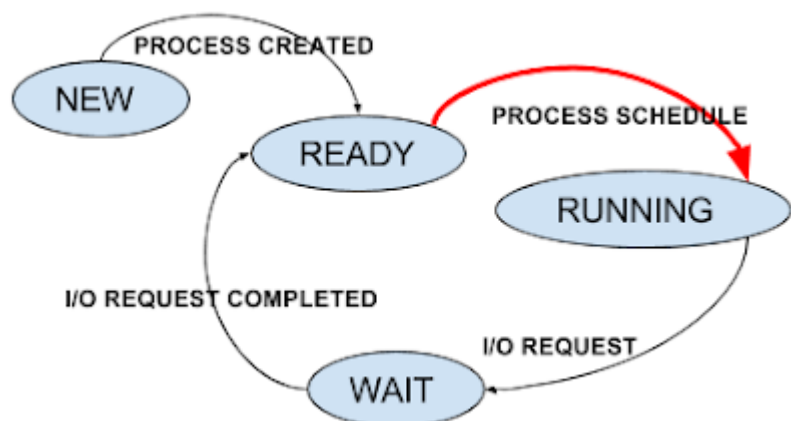 PROCESS CREATED
NEW
PROCESS SCHEDULE
READY
RUNNING
I/O REQUEST COMPLETED
I/O REQUEST
WAIT